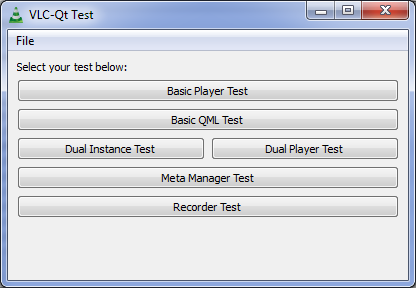 VLC-Qt Test
File
Select your test below:
Basic Player Test
Basic QML Test
Dual Instance Test Dual Player Test
Meta Manager Test
Recorder Test